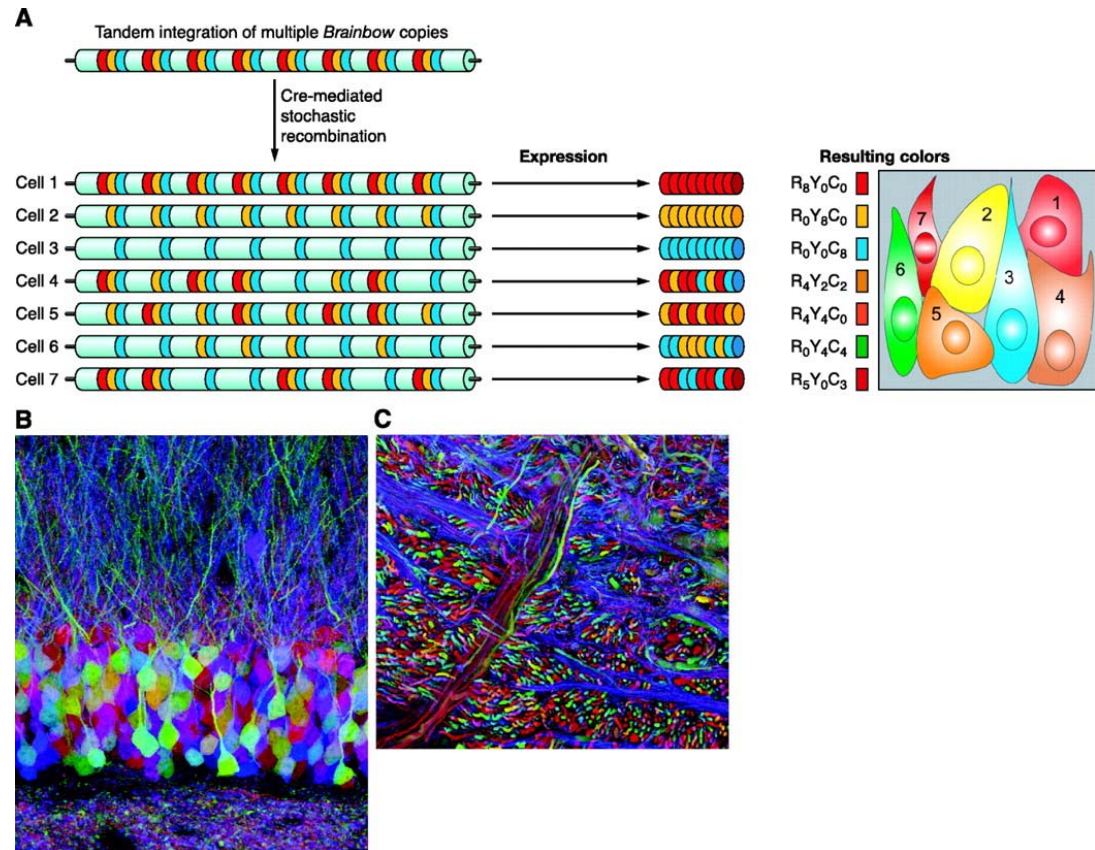 A
Tandem integration of multiple Brainbow copies
Cre-mediated
stochastic
recombination
Expression
Resulting colors
Cell 1
R₈Y₀C₀
Cell 2
R₀Y₈C₀
Cell 3
R₀Y₀C₈
Cell 4
R₄Y₂C₂
Cell 5
R₄Y₄C₀
Cell 6
R₀Y₄C₄
Cell 7
R₅Y₀C₃
1
2
7
3
6
4
5
B
C